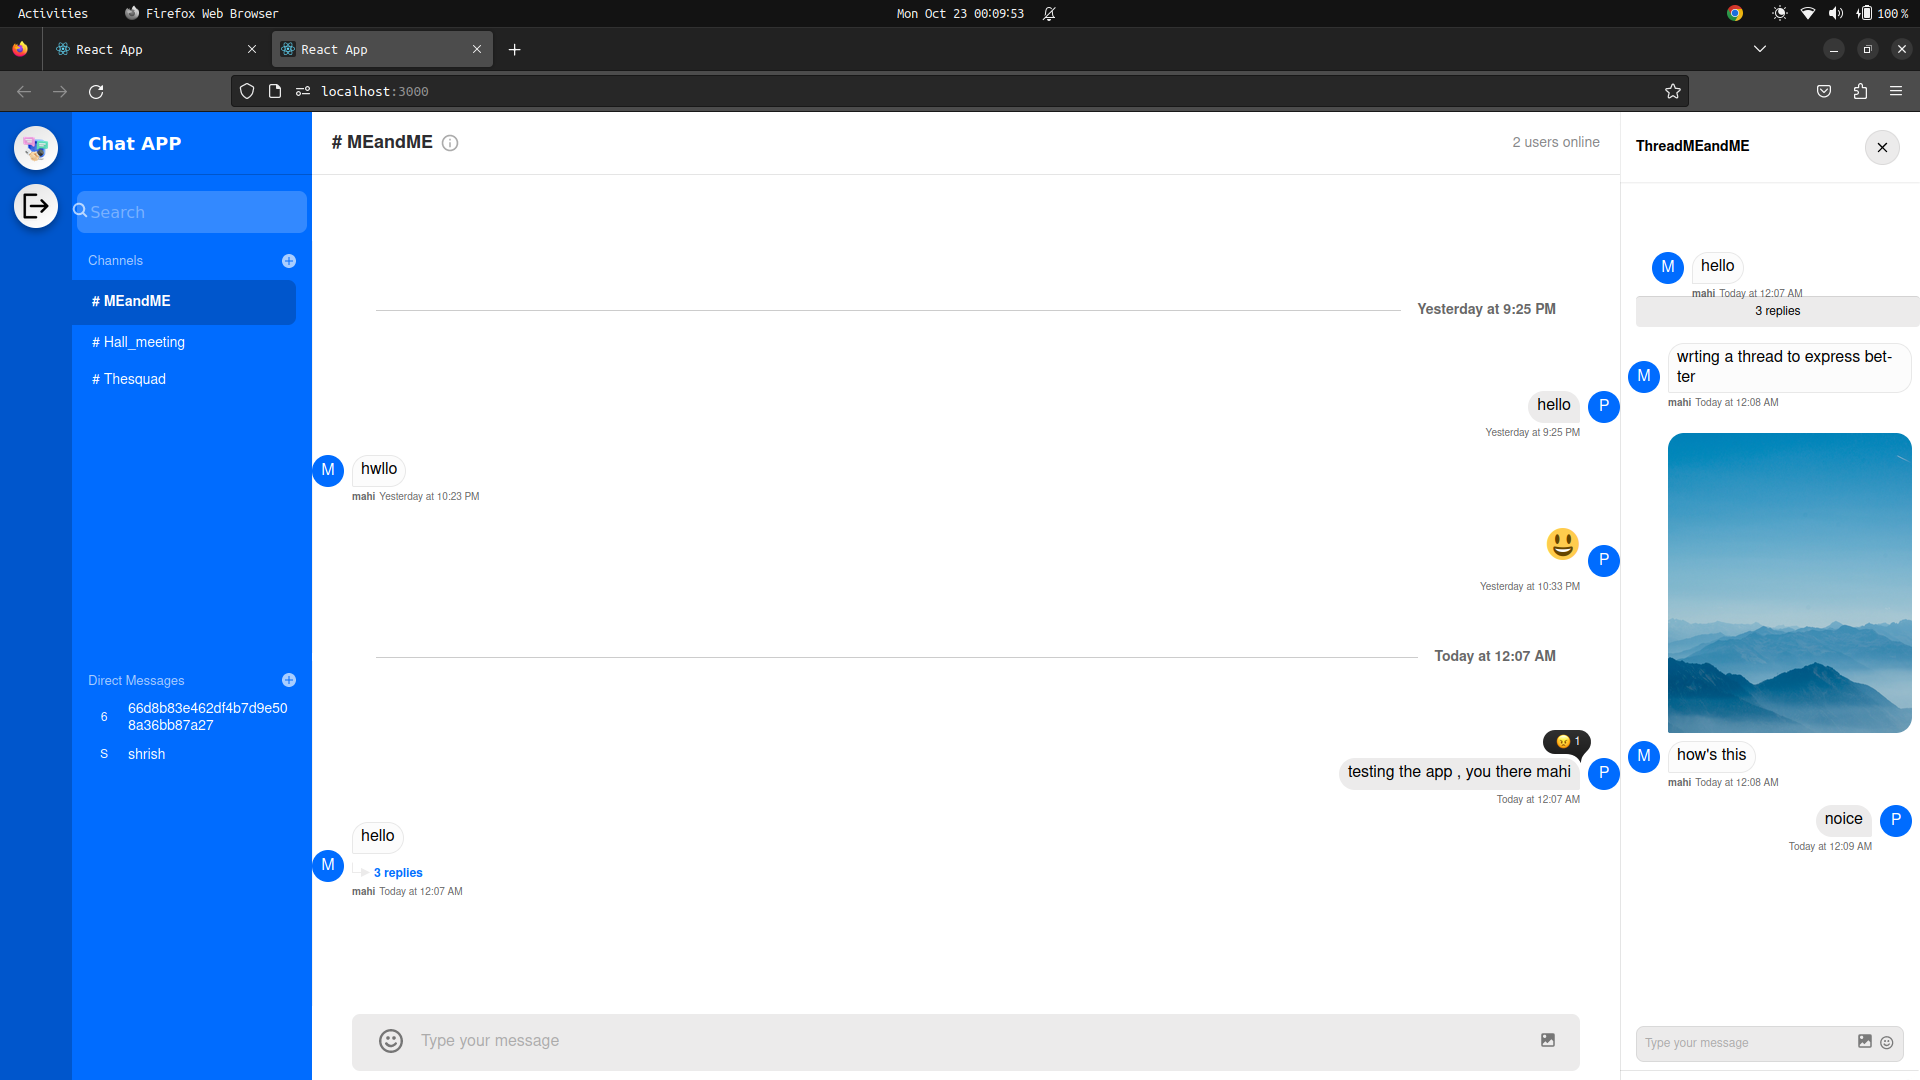 Activities
Firefox Web Browser
Mon Oct 23 00:09:53
100 %
React App
React App
localhost:3000
Chat APP
Search
Channels
# MEandME
# Hall_meeting
# Thesquad
Direct Messages
6
66d8b83e462df4b7d9e50
8a36bb87a27
S
shrish
# MEandME
2 users online
Yesterday at 9:25 PM
hello
P
Yesterday at 9:25 PM
M
hwllo
mahi Yesterday at 10:23 PM
P
Yesterday at 10:33 PM
Today at 12:07 AM
1
testing the app , you there mahi
P
Today at 12:07 AM
hello
M
3 replies
mahi Today at 12:07 AM
Type your message
ThreadMEandME
M
hello
mahi Today at 12:07 AM
3 replies
wrting a thread to express bet-
ter
M
mahi Today at 12:08 AM
M
how's this
mahi Today at 12:08 AM
noice
P
Today at 12:09 AM
Type your message